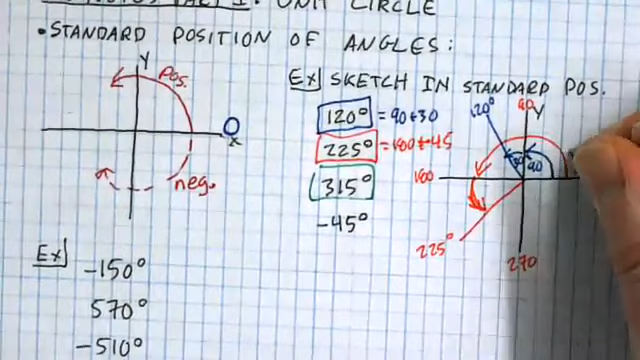 UNIT CIRCLE
•STANDARD POSITION OF ANGLES:
Y
POS.
X
neg.
Ex] SKETCH IN STANDARD POS.
120° = 90+30
225° = 180+45
315°
-45°
120°
90
Y
30
90
180
225°
270
Ex] -150°
570°
-510°